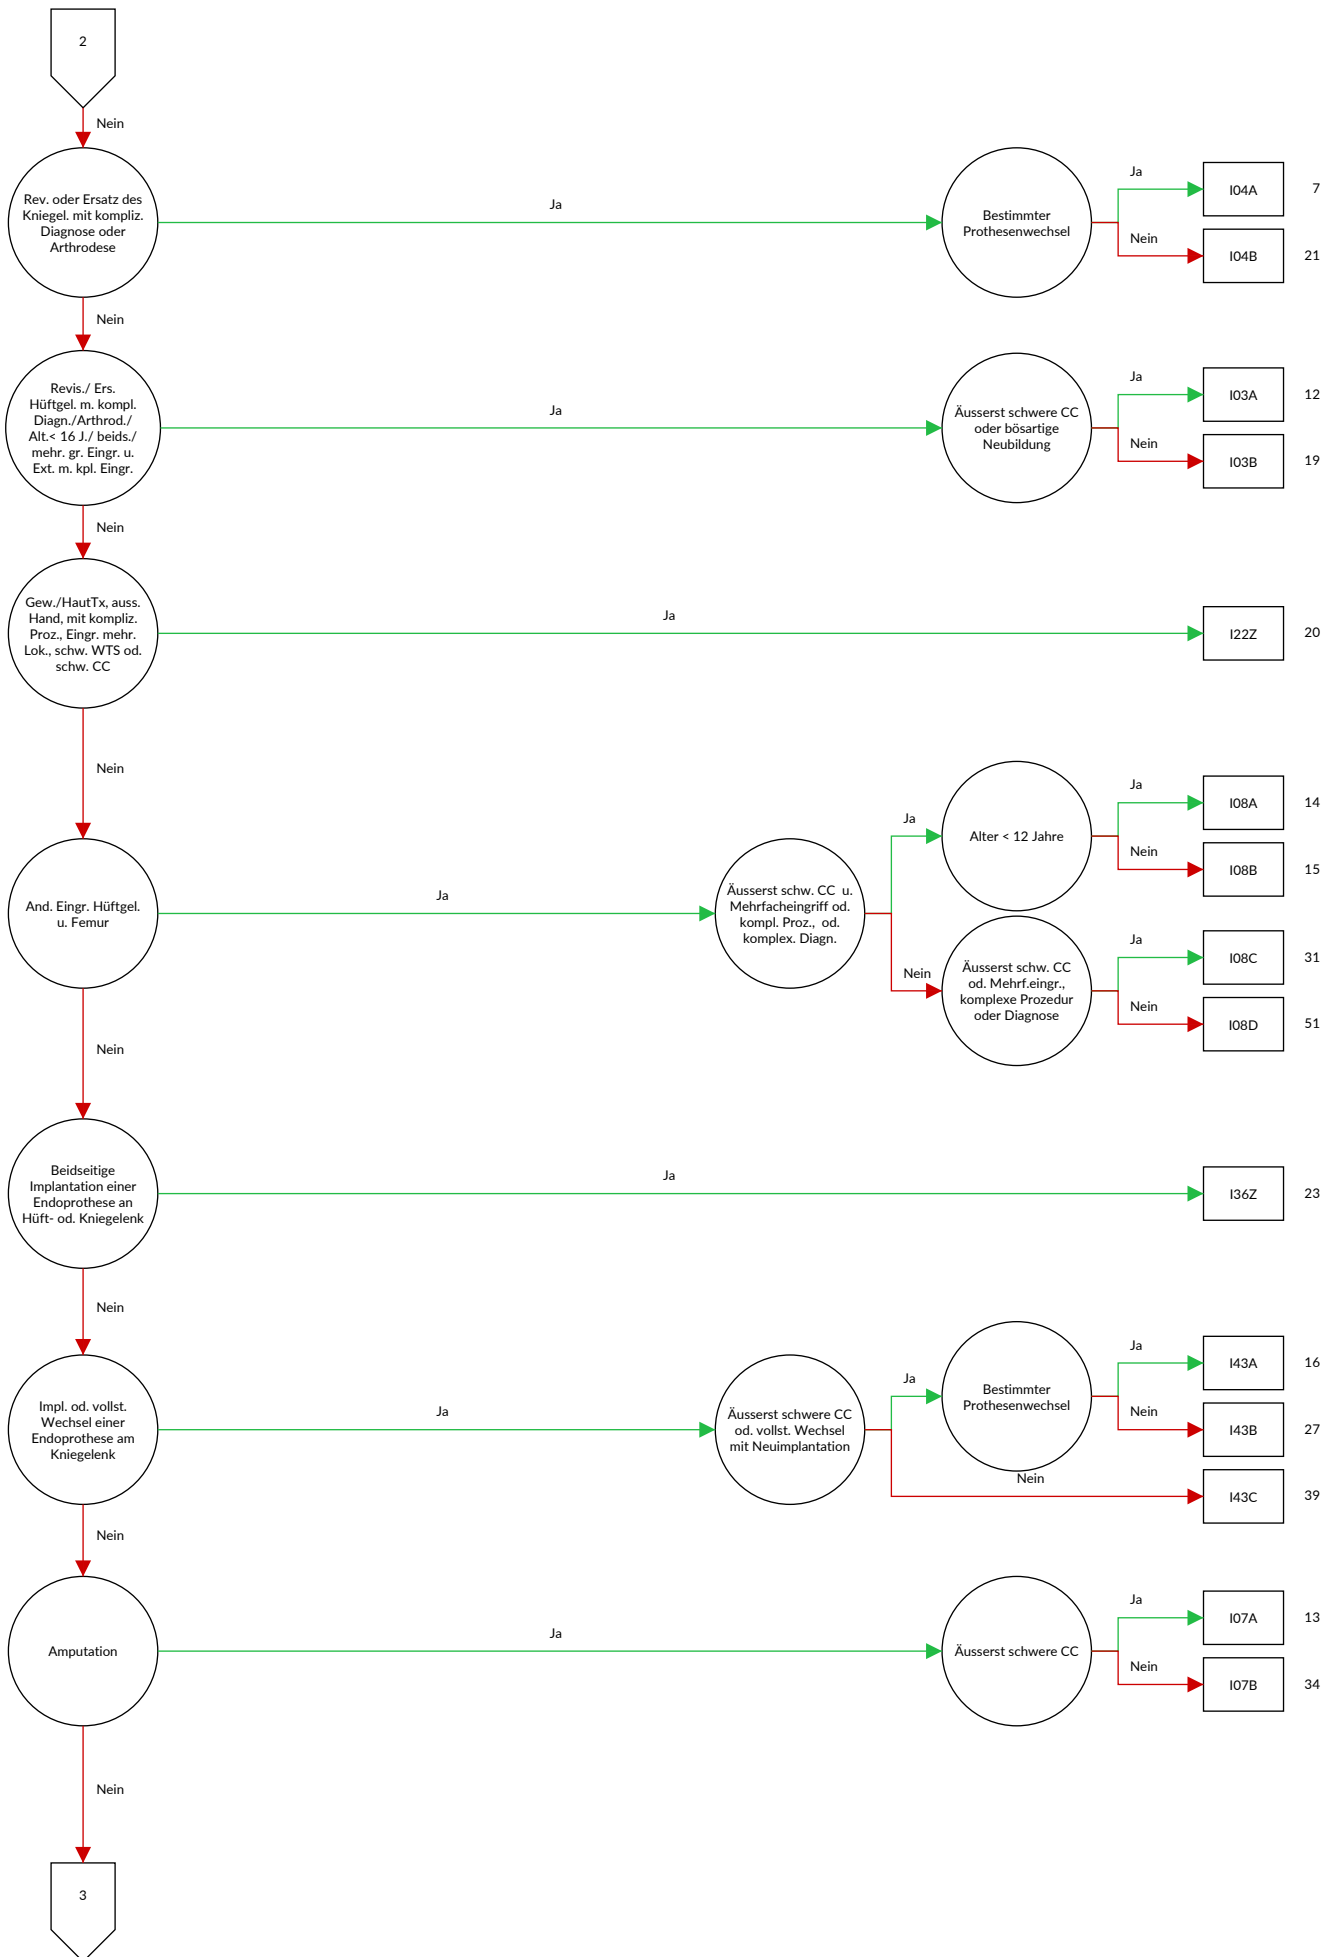 2
Nein
Rev. oder Ersatz des
Kniegel. mit kompliz.
Diagnose oder
Arthrodese
Ja
Bestimmter
Prothesenwechsel
Ja
I04A
7
Nein
I04B
21
Nein
Revis./ Ers.
Hüftgel. m. kompl.
Diagn./Arthrod./
Alt.< 16 J./ beids./
mehr. gr. Eingr. u.
Ext. m. kpl. Eingr.
Ja
Äusserst schwere CC
oder bösartige
Neubildung
Ja
I03A
12
Nein
I03B
19
Nein
Gew./HautTx, auss.
Hand, mit kompliz.
Proz., Eingr. mehr.
Lok., schw. WTS od.
schw. CC
Ja
I22Z
20
Nein
And. Eingr. Hüftgel.
u. Femur
Ja
Äusserst schw. CC u.
Mehrfacheingriff od.
kompl. Proz., od.
komplex. Diagn.
Ja
Alter < 12 Jahre
Ja
I08A
14
Nein
I08B
15
Nein
Äusserst schw. CC
od. Mehrf.eingr.,
komplexe Prozedur
oder Diagnose
Ja
I08C
31
Nein
I08D
51
Nein
Beidseitige
Implantation einer
Endoprothese an
Hüft- od. Kniegelenk
Ja
I36Z
23
Nein
Impl. od. vollst.
Wechsel einer
Endoprothese am
Kniegelenk
Ja
Äusserst schwere CC
od. vollst. Wechsel
mit Neuimplantation
Ja
Bestimmter
Prothesenwechsel
Ja
I43A
16
Nein
I43B
27
Nein
I43C
39
Nein
Amputation
Ja
Äusserst schwere CC
Ja
I07A
13
Nein
I07B
34
Nein
3